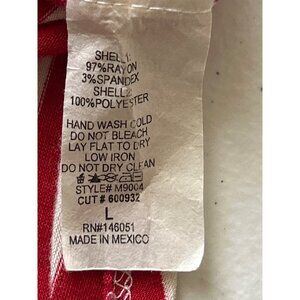 SHELL1:
97%RAYON
3%SPANDEX
SHELL2:
100%POLYESTER
HAND WASH COLD
DO NOT BLEACH
LAY FLAT TO DRY
LOW IRON
DO NOT DRY CLEAN
STYLE# M9004
CUT # 600932
L
RN#146051
MADE IN MEXICO